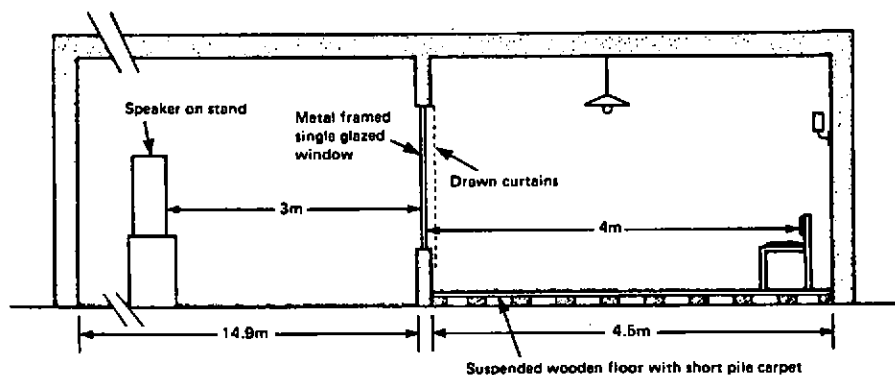 Speaker on stand
Metal framed
single glazed
window
Drawn curtains
3m
4m
14.9m
4.5m
Suspended wooden floor with short pile carpet